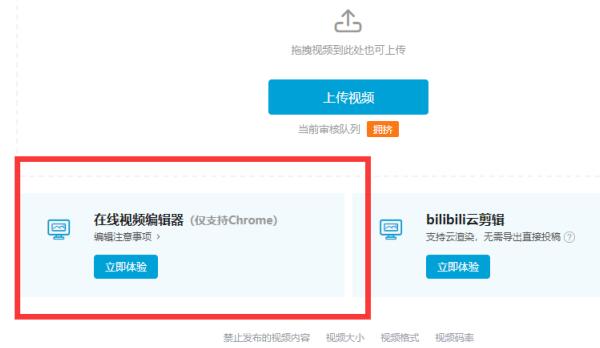 拖拽视频到此处也可上传
上传视频
当前审核队列 拥挤
在线视频编辑器（仅支持Chrome）
编辑注意事项 >
立即体验
bilibili云剪辑
支持云渲染，无需导出直接投稿 ?
立即体验
禁止发布的视频内容 视频大小 视频格式 视频码率